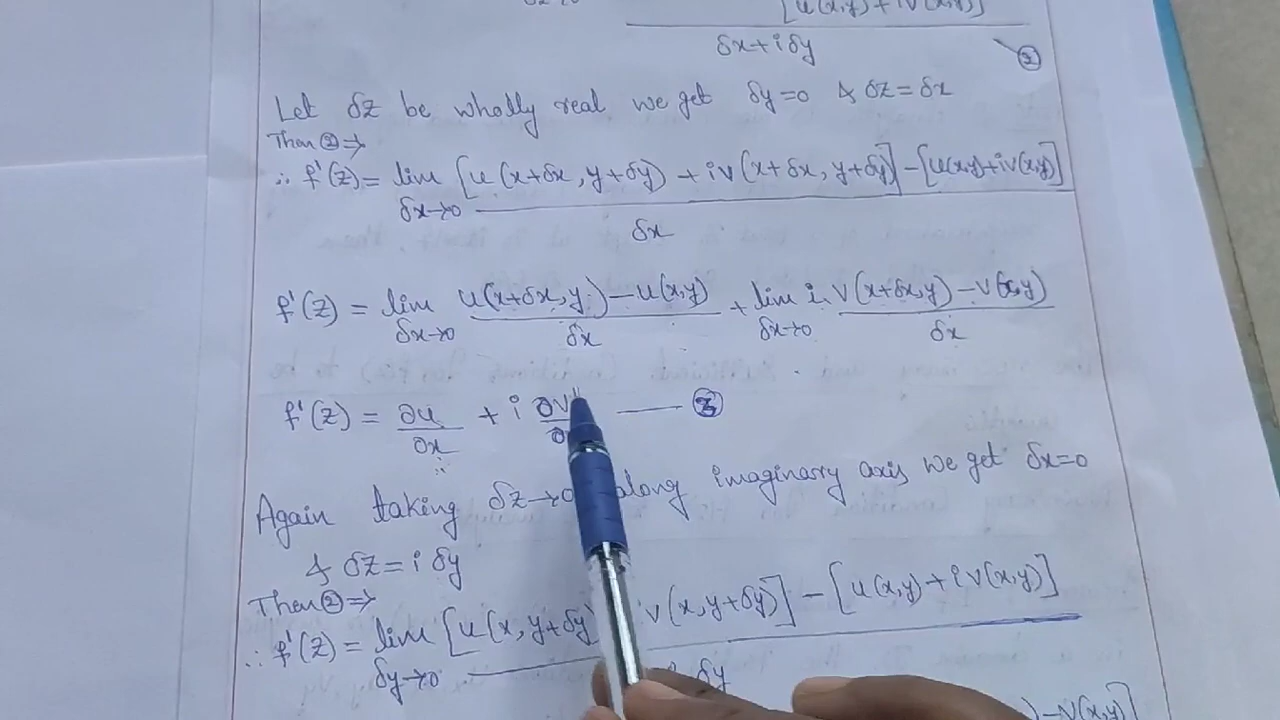 [u(x,y)+iv(x,y)]
δx+iδy
②
Let δz be wholly real we get δy=0 & δz=δx
Then ②⇒
∴ f'(z)= lim [u(x+δx, y+δy) + iv(x+δx, y+δy)] - [u(x,y)+iv(x,y)]
δx→0
δx
f'(z) = lim u(x+δx,y)-u(x,y) + lim i V(x+δx,y)-V(x,y)
δx→0 δx δx→0 δx
f'(z) = ∂u + i ∂v — ③
∂x ∂
Again taking δz→0 along imaginary axis we get δx=0
& δz=i δy
Then ②⇒
∴ f'(z)= lim [u(x, y+δy) iv(x,y+δy)] - [u(x,y)+iv(x,y)]
δy→0 δy
)-v(x,y)]